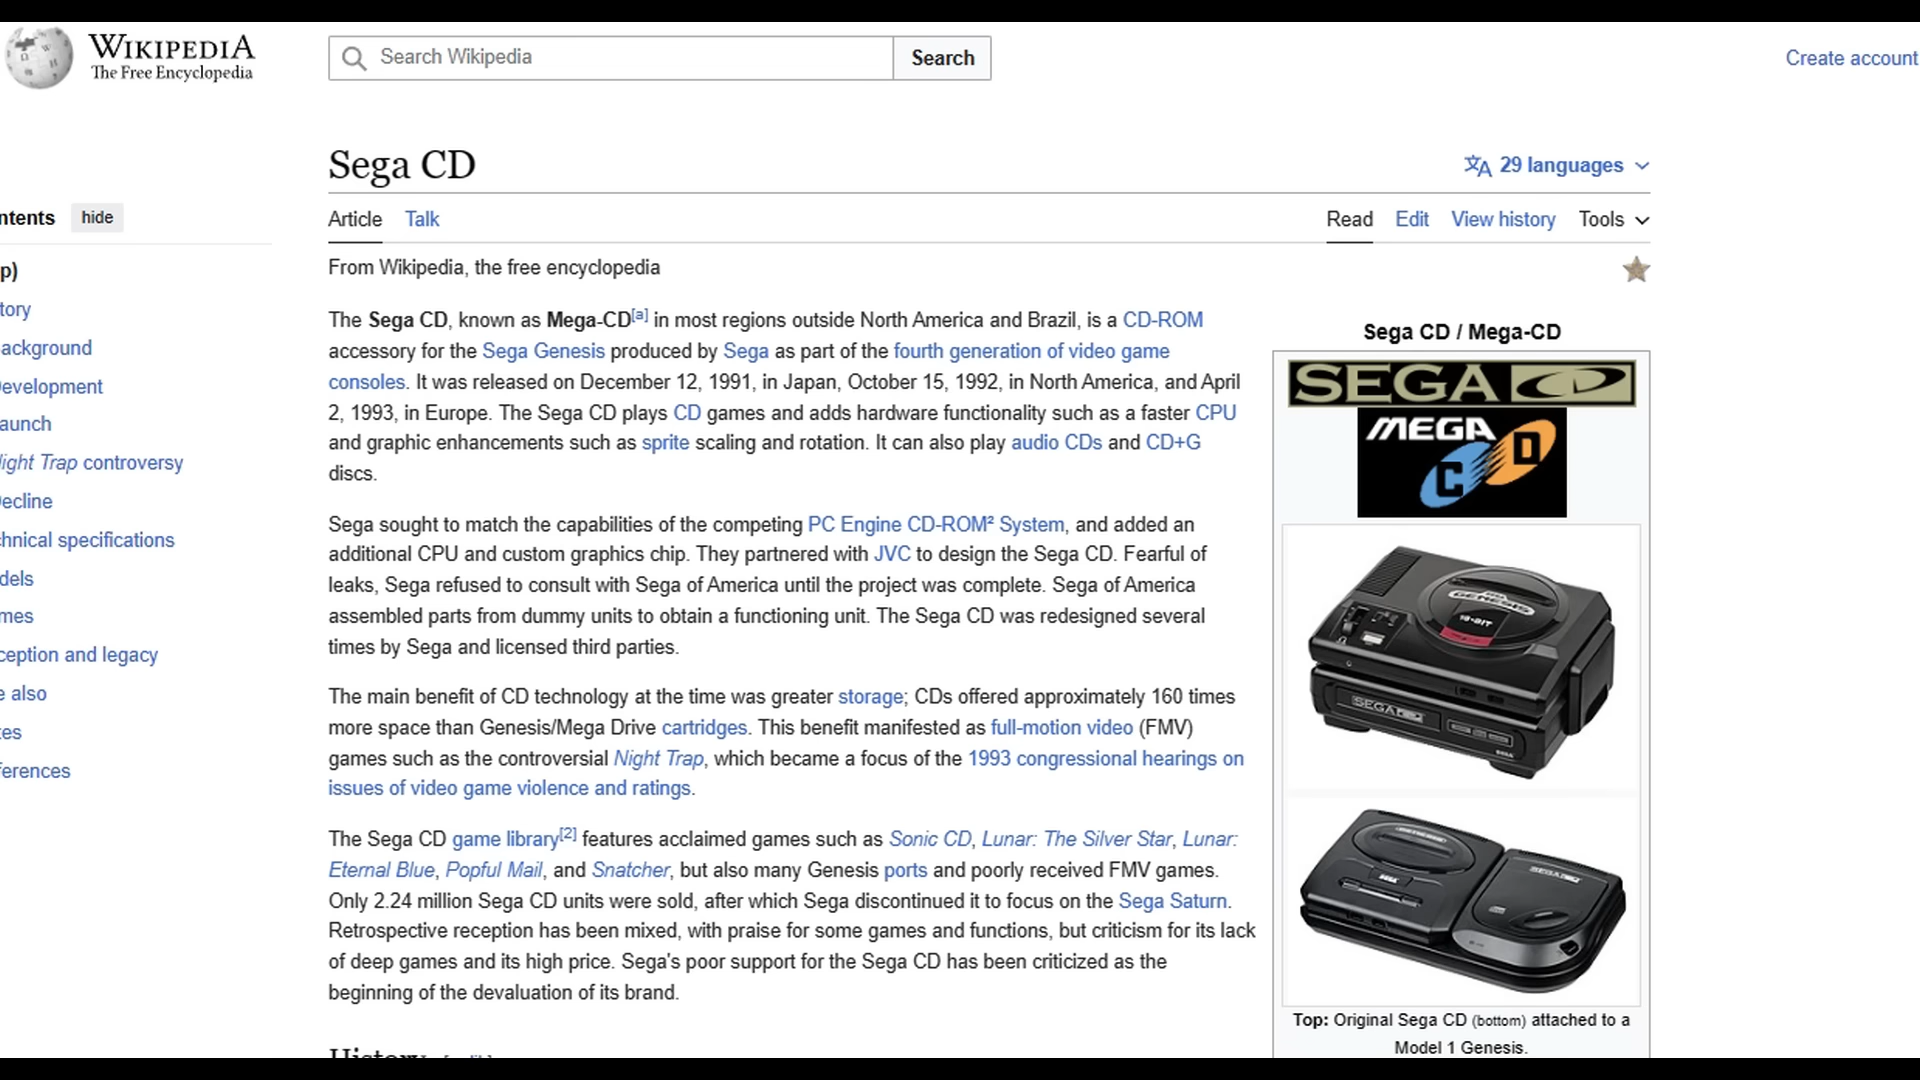 WIKIPEDIA
The Free Encyclopedia
Search Wikipedia
Search
Create account
Sega CD
29 languages
ntents hide
Article Talk
Read Edit View history Tools
From Wikipedia, the free encyclopedia
p)
tory
ackground
evelopment
aunch
ight Trap controversy
ecline
chnical specifications
dels
mes
ception and legacy
e also
tes
ferences
The Sega CD, known as Mega-CD[a] in most regions outside North America and Brazil, is a CD-ROM
accessory for the Sega Genesis produced by Sega as part of the fourth generation of video game
consoles. It was released on December 12, 1991, in Japan, October 15, 1992, in North America, and April
2, 1993, in Europe. The Sega CD plays CD games and adds hardware functionality such as a faster CPU
and graphic enhancements such as sprite scaling and rotation. It can also play audio CDs and CD+G
discs.
Sega sought to match the capabilities of the competing PC Engine CD-ROM² System, and added an
additional CPU and custom graphics chip. They partnered with JVC to design the Sega CD. Fearful of
leaks, Sega refused to consult with Sega of America until the project was complete. Sega of America
assembled parts from dummy units to obtain a functioning unit. The Sega CD was redesigned several
times by Sega and licensed third parties.
The main benefit of CD technology at the time was greater storage; CDs offered approximately 160 times
more space than Genesis/Mega Drive cartridges. This benefit manifested as full-motion video (FMV)
games such as the controversial Night Trap, which became a focus of the 1993 congressional hearings on
issues of video game violence and ratings.
The Sega CD game library[2] features acclaimed games such as Sonic CD, Lunar: The Silver Star, Lunar:
Eternal Blue, Popful Mail, and Snatcher, but also many Genesis ports and poorly received FMV games.
Only 2.24 million Sega CD units were sold, after which Sega discontinued it to focus on the Sega Saturn.
Retrospective reception has been mixed, with praise for some games and functions, but criticism for its lack
of deep games and its high price. Sega's poor support for the Sega CD has been criticized as the
beginning of the devaluation of its brand.
History [edit]
Sega CD / Mega-CD
SEGA CD
MEGA
CD
GENESIS
16-BIT
SEGA CD
GENESIS
SEGA
SEGA CD
Top: Original Sega CD (bottom) attached to a
Model 1 Genesis.